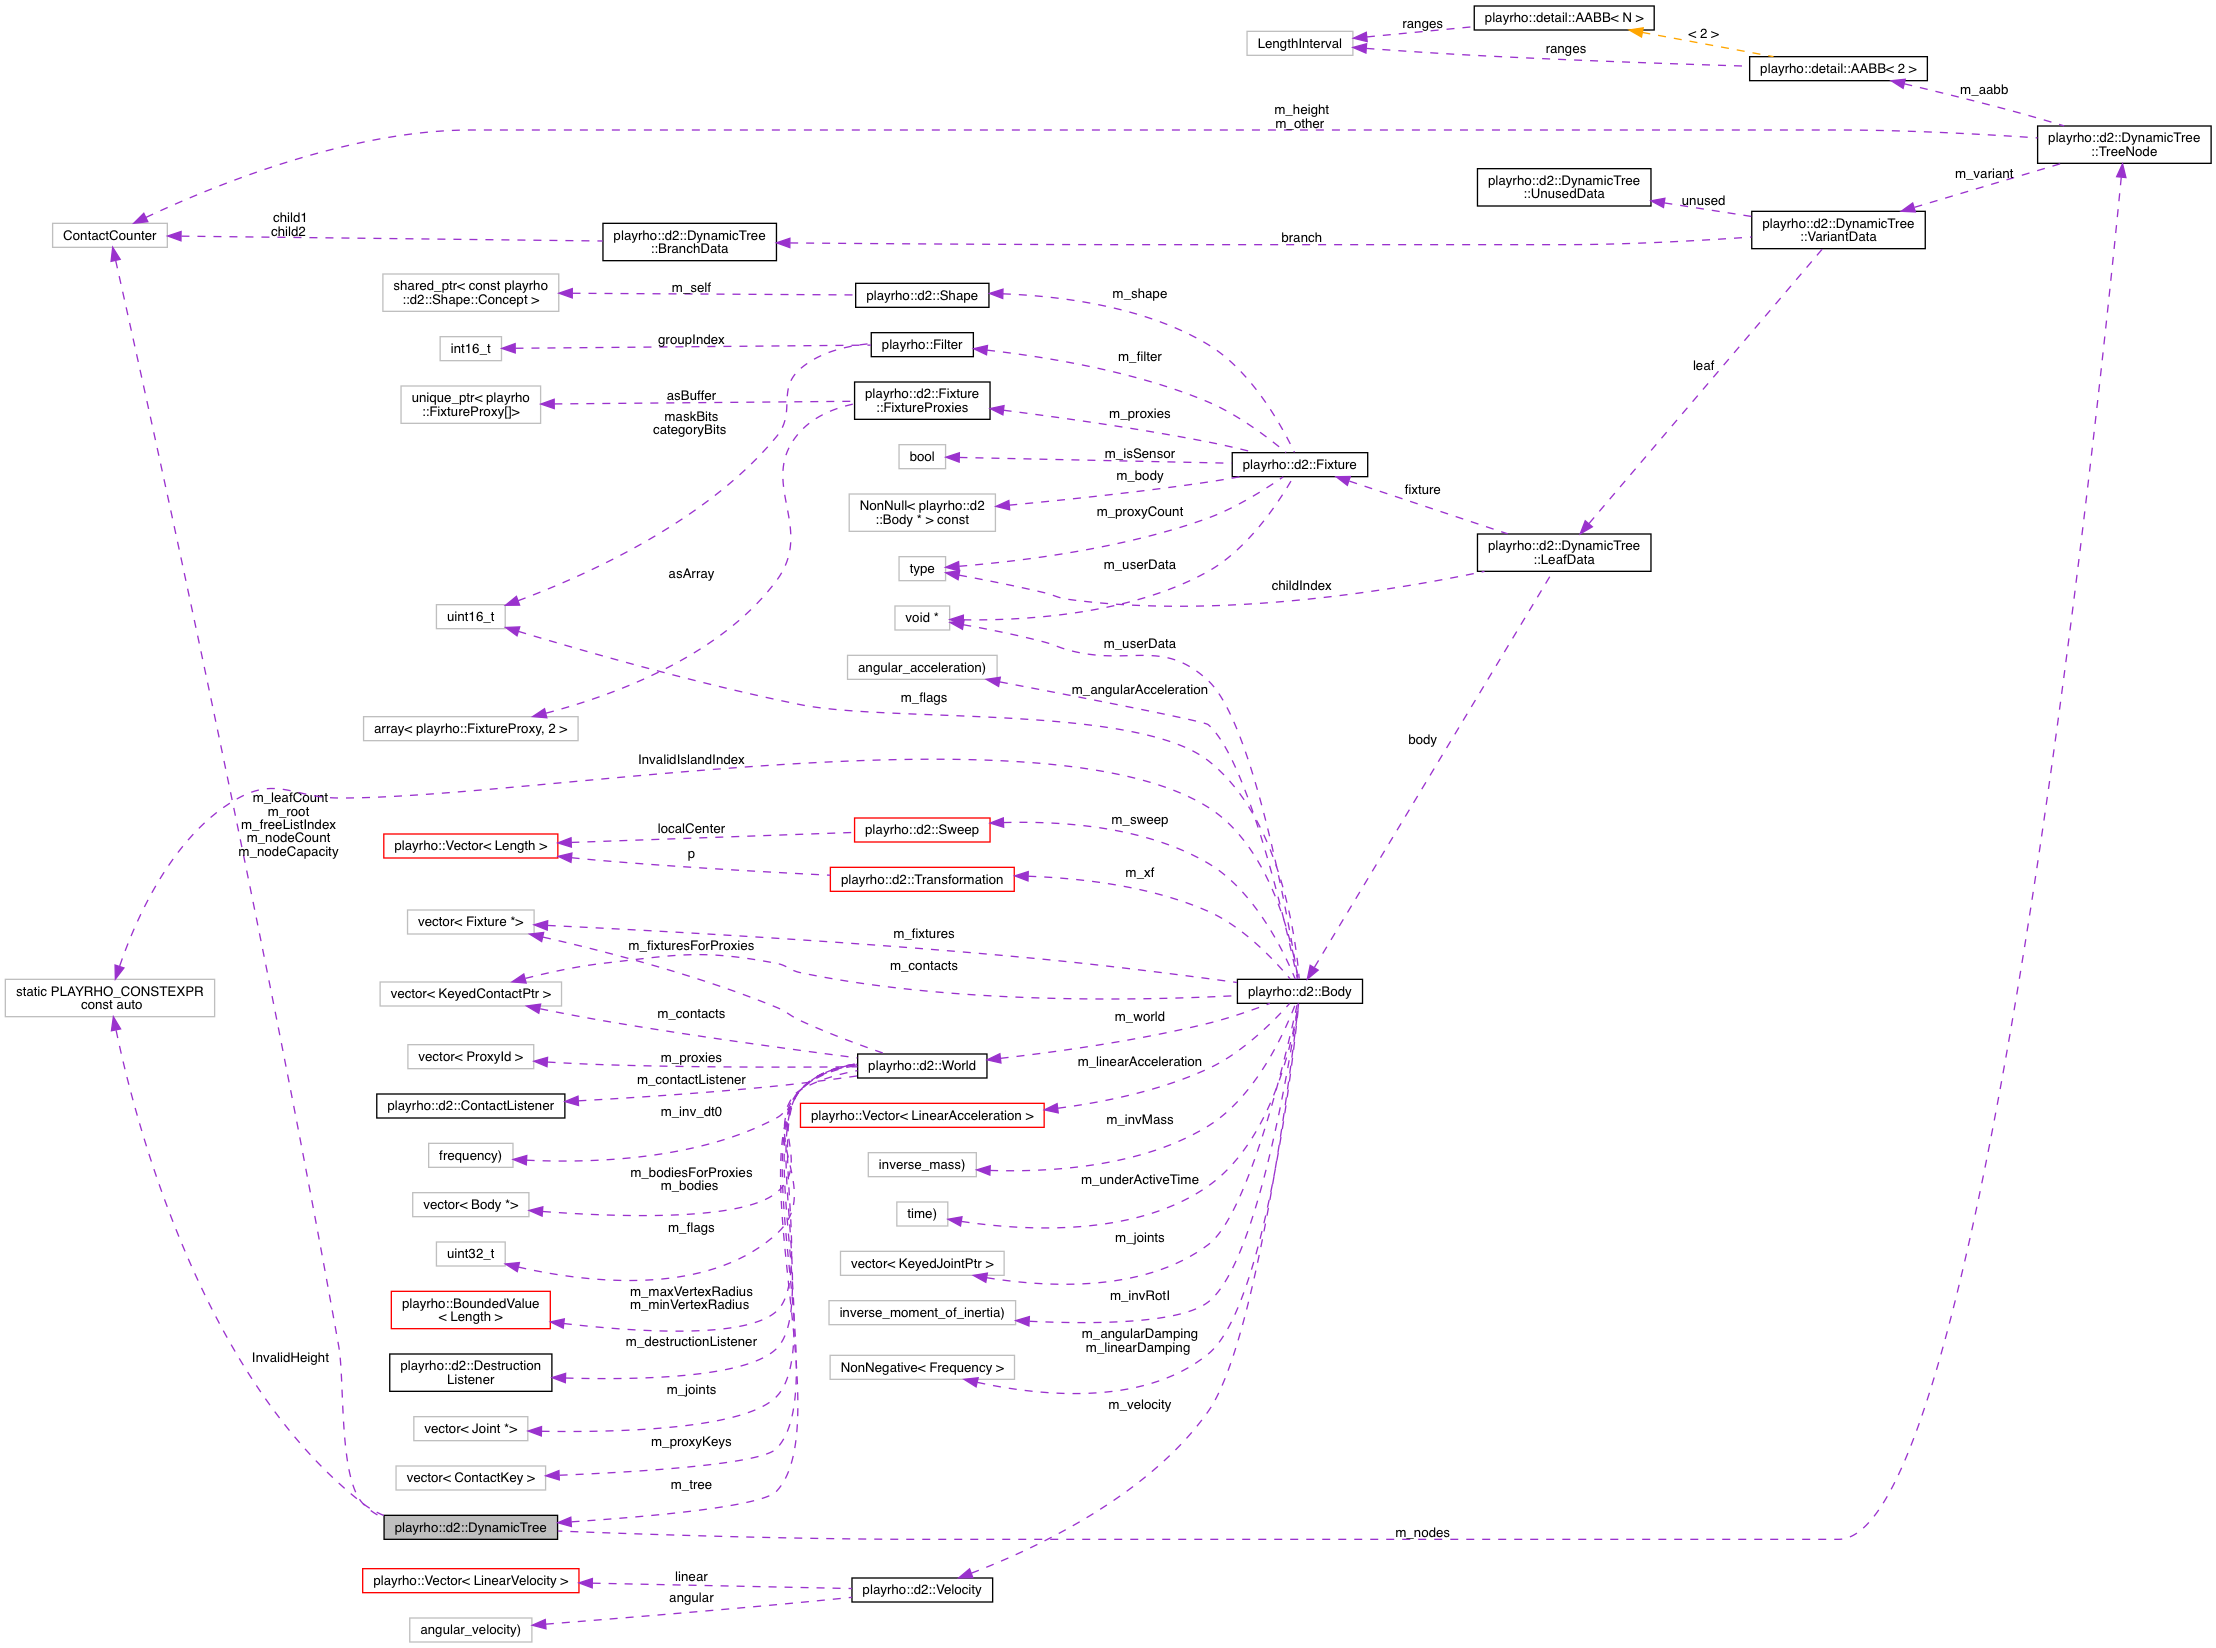 playrho::detail::AABB< N >
ranges
LengthInterval
< 2 >
ranges
playrho::detail::AABB< 2 >
m_aabb
m_height
m_other
playrho::d2::DynamicTree
::TreeNode
m_variant
playrho::d2::DynamicTree
::UnusedData
unused
child1
child2
ContactCounter
playrho::d2::DynamicTree
::BranchData
branch
playrho::d2::DynamicTree
::VariantData
shared_ptr< const playrho
::d2::Shape::Concept >
m_self
playrho::d2::Shape
m_shape
int16_t
groupIndex
playrho::Filter
m_filter
leaf
unique_ptr< playrho
::FixtureProxy[]>
asBuffer
playrho::d2::Fixture
::FixtureProxies
m_proxies
maskBits
categoryBits
bool
m_isSensor
playrho::d2::Fixture
m_body
fixture
NonNull< playrho::d2
::Body * > const
m_proxyCount
playrho::d2::DynamicTree
::LeafData
asArray
type
m_userData
childIndex
uint16_t
void *
m_userData
angular_acceleration)
m_angularAcceleration
m_flags
array< playrho::FixtureProxy, 2 >
body
InvalidIslandIndex
m_leafCount
m_root
m_freeListIndex
m_nodeCount
m_nodeCapacity
localCenter
playrho::d2::Sweep
m_sweep
playrho::Vector< Length >
p
playrho::d2::Transformation
m_xf
vector< Fixture *>
m_fixtures
m_fixturesForProxies
m_contacts
static PLAYRHO_CONSTEXPR
const auto
vector< KeyedContactPtr >
playrho::d2::Body
m_contacts
m_world
vector< ProxyId >
m_proxies
playrho::d2::World
m_linearAcceleration
m_contactListener
playrho::d2::ContactListener
m_inv_dt0
playrho::Vector< LinearAcceleration >
m_invMass
frequency)
inverse_mass)
m_bodiesForProxies
m_bodies
m_underActiveTime
vector< Body *>
time)
m_flags
m_joints
uint32_t
vector< KeyedJointPtr >
m_maxVertexRadius
m_minVertexRadius
m_invRotI
playrho::BoundedValue
< Length >
inverse_moment_of_inertia)
m_destructionListener
m_angularDamping
m_linearDamping
InvalidHeight
playrho::d2::Destruction
Listener
NonNegative< Frequency >
m_joints
m_velocity
vector< Joint *>
m_proxyKeys
vector< ContactKey >
m_tree
playrho::d2::DynamicTree
m_nodes
playrho::Vector< LinearVelocity >
linear
playrho::d2::Velocity
angular
angular_velocity)